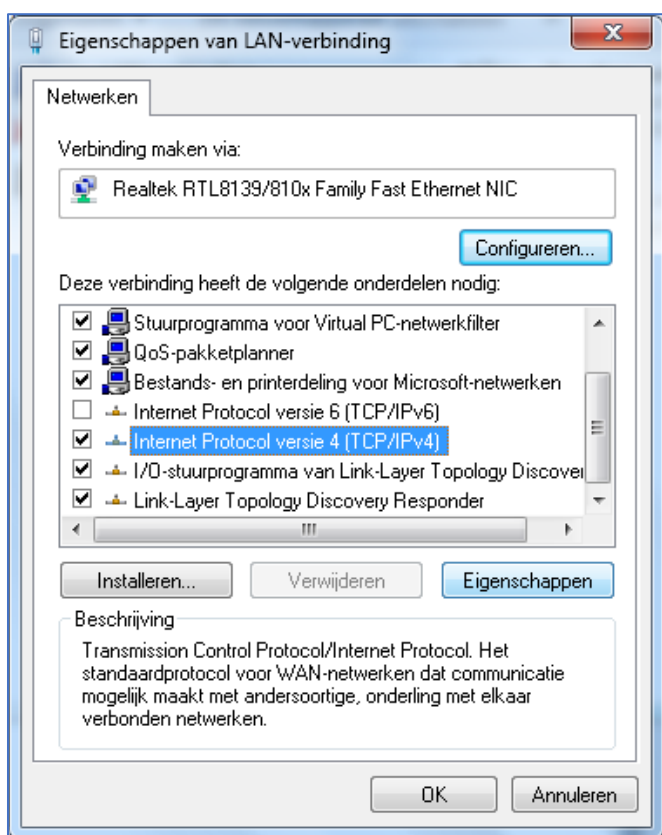 Eigenschappen van LAN-verbinding
Netwerken
Verbinding maken via:
Realtek RTL8139/810x Family Fast Ethernet NIC
Configureren...
Deze verbinding heeft de volgende onderdelen nodig:
Stuurprogramma voor Virtual PC-netwerkfilter
QoS-pakketplanner
Bestands- en printerdeling voor Microsoft-netwerken
Internet Protocol versie 6 (TCP/IPv6)
Internet Protocol versie 4 (TCP/IPv4)
I/O-stuurprogramma van Link-Layer Topology Discover
Link-Layer Topology Discovery Responder
Installeren...
Verwijderen
Eigenschappen
Beschrijving
Transmission Control Protocol/Internet Protocol. Het
standaardprotocol voor WAN-netwerken dat communicatie
mogelijk maakt met andersoortige, onderling met elkaar
verbonden netwerken.
OK
Annuleren